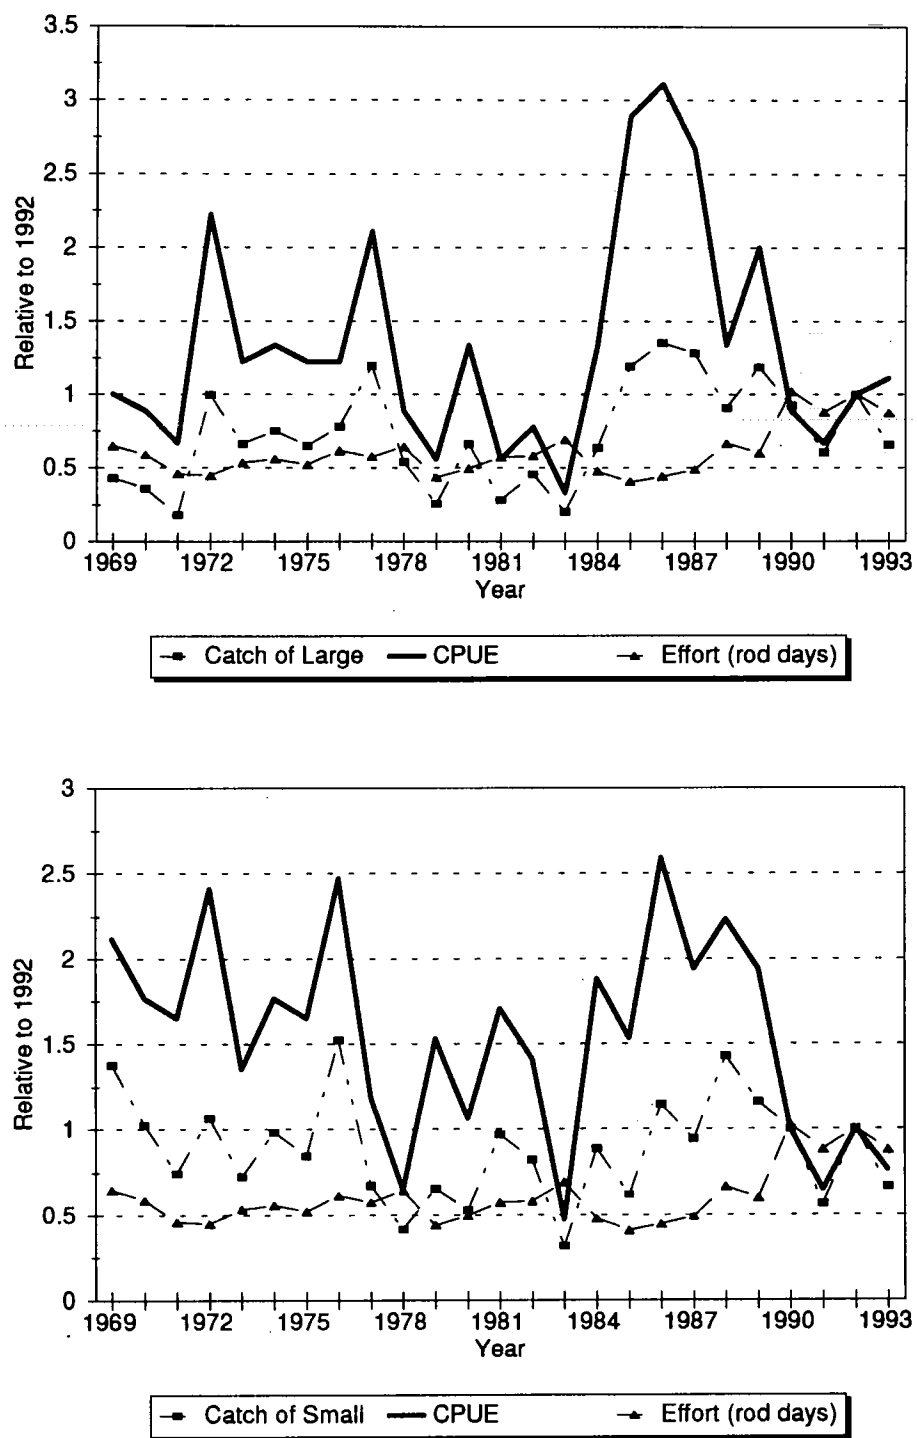 3.5
3
2.5
2
1.5
1
0.5
0
Relative to 1992
1969 1972 1975 1978 1981 1984 1987 1990 1993
Year
Catch of Large CPUE Effort (rod days)
3
2.5
2
1.5
1
0.5
0
Relative to 1992
1969 1972 1975 1978 1981 1984 1987 1990 1993
Year
Catch of Small CPUE Effort (rod days)